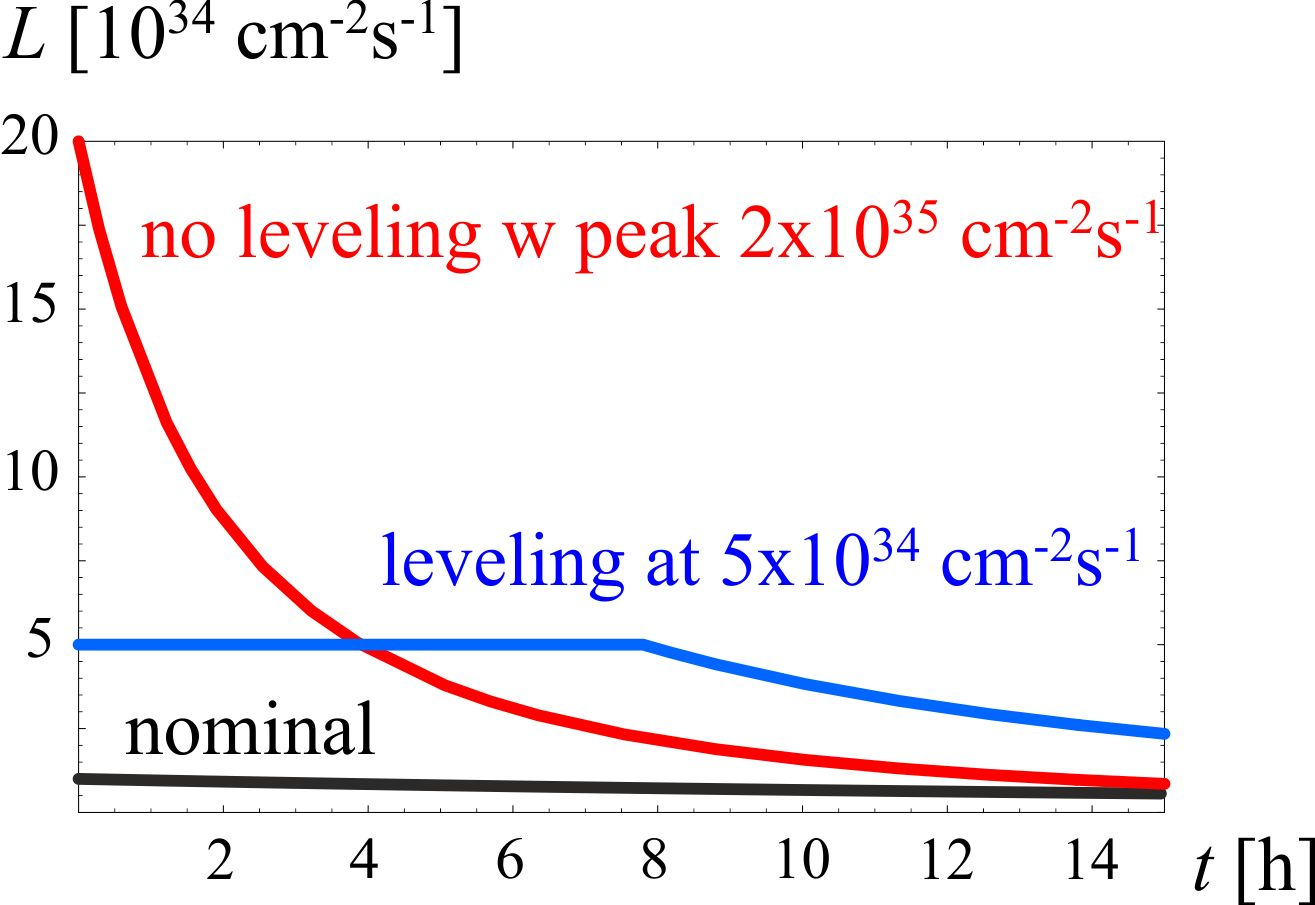 L [10³⁴ cm⁻²s⁻¹]
20
no leveling w peak 2x10³⁵ cm⁻²s⁻¹
15
10
leveling at 5x10³⁴ cm⁻²s⁻¹
5
nominal
2 4 6 8 10 12 14 t [h]